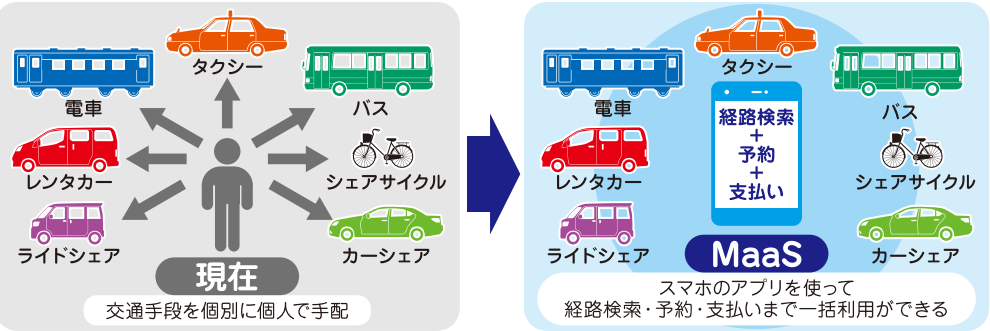 タクシー
電車
バス
レンタカー
シェアサイクル
ライドシェア
カーシェア
現在
交通手段を個別に個人で手配
タクシー
電車
バス
経路検索
+
予約
+
支払い
レンタカー
シェアサイクル
ライドシェア
カーシェア
MaaS
スマホのアプリを使って
経路検索・予約・支払いまで一括利用ができる